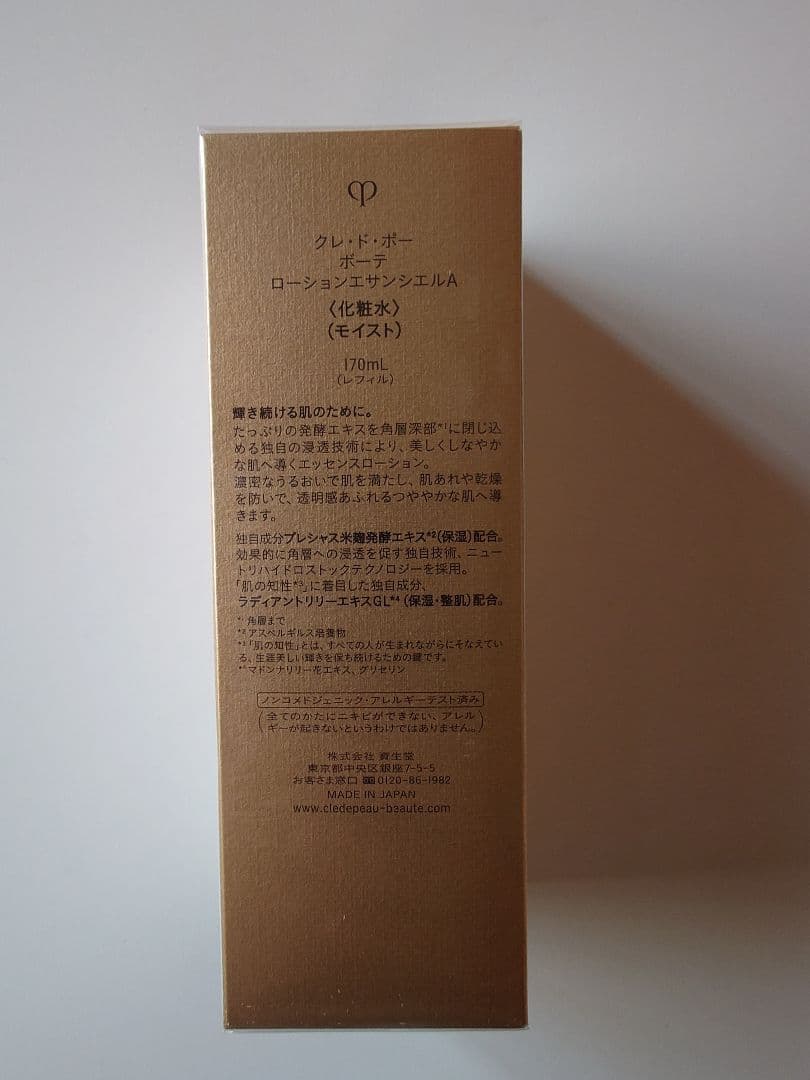 クレ・ド・ポー
ボーテ
ローションエサンシエルA
〈化粧水〉
(モイスト)
170mL
(レフィル)
輝き続ける肌のために。
たっぷりの発酵エキスを角層深部*1に閉じ込
める独自の浸透技術により、美しくしなやか
な肌へ導くエッセンスローション。
濃密なうるおいで肌を満たし、肌あれや乾燥
を防いで、透明感あふれるつややかな肌へ導
きます。
独自成分プレシャス米麹発酵エキス*2(保湿)配合。
効果的に角層への浸透を促す独自技術、ニュー
トリハイドロストックテクノロジーを採用。
「肌の知性*3」に着目した独自成分、
ラディアントリリーエキスGL*4(保湿・整肌)配合。
*1 角層まで
*2 アスペルギルス培養物
*3「肌の知性」とは、すべての人が生まれながらにそなえてい
る、生涯美しい輝きを保ち続けるための鍵です。
*4 マドンナリリー花エキス、グリセリン
ノンコメドジェニック・アレルギーテスト済み
(全てのかたにニキビができない、アレル
ギーが起きないというわけではありません。)
株式会社 資生堂
東京都中央区銀座7-5-5
お客さま窓口 0120-86-1982
MADE IN JAPAN
www.cledepeau-beaute.com